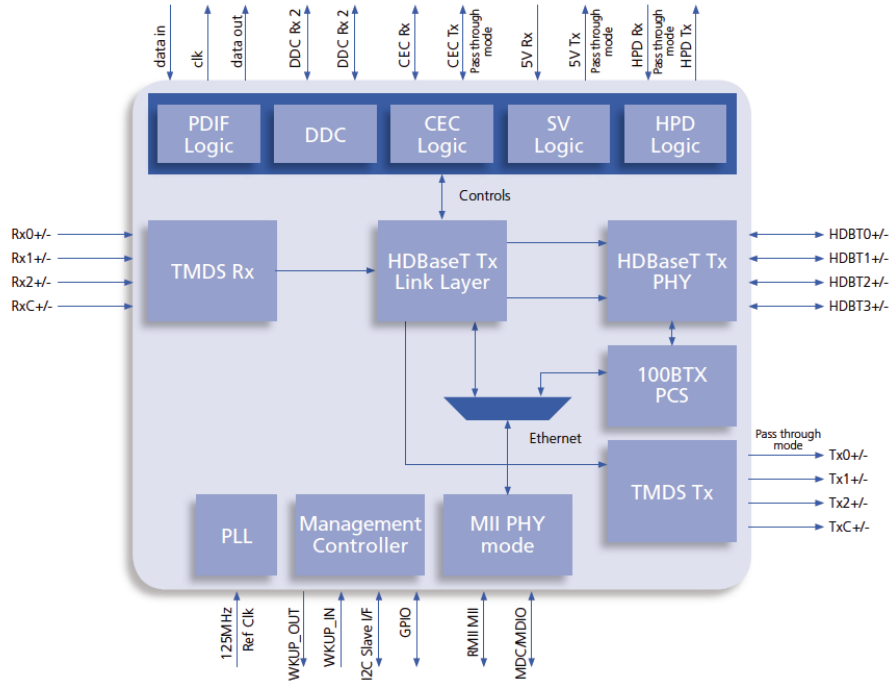 data in
clk
data out
DDC Rx 2
DDC Rx 2
CEC Rx
CEC Tx
Pass through
mode
5V Rx
5V Tx
Pass through
mode
HPD Rx
Pass through
mode
HPD Tx
PDIF
Logic
DDC
CEC
Logic
SV
Logic
HPD
Logic
Controls
Rx0+/-
Rx1+/-
Rx2+/-
RxC+/-
TMDS Rx
HDBaseT Tx
Link Layer
HDBaseT Tx
PHY
HDBT0+/-
HDBT1+/-
HDBT2+/-
HDBT3+/-
100BTX
PCS
Ethernet
Pass through
mode
TMDS Tx
Tx0+/-
Tx1+/-
Tx2+/-
TxC+/-
PLL
Management
Controller
MII PHY
mode
125MHz
Ref Clk
WKUP_OUT
WKUP_IN
I2C Slave I/F
GPIO
RMII MII
MDC/MDIO